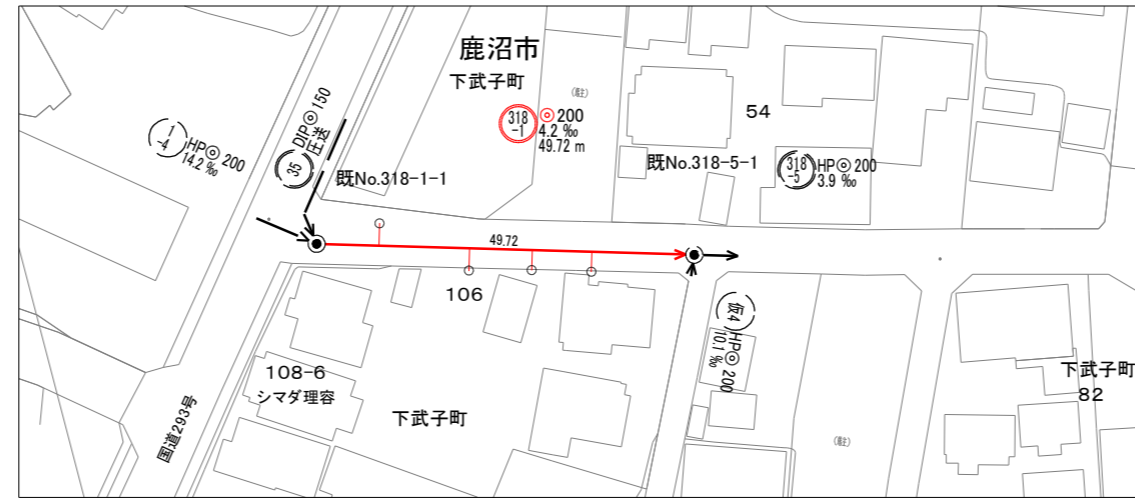 鹿沼市
下武子町
318
-1
◎200
4.2 ‰
49.72 m
54
既No.318-5-1
318
-5
HP◎ 200
3.9 ‰
1
-4
HP◎ 200
14.2 ‰
35
DIP◎ 150
圧送
既No.318-1-1
49.72
106
仮4
HP◎ 200
10.1 ‰
108-6
シマダ理容
国道293号
下武子町
下武子町
82